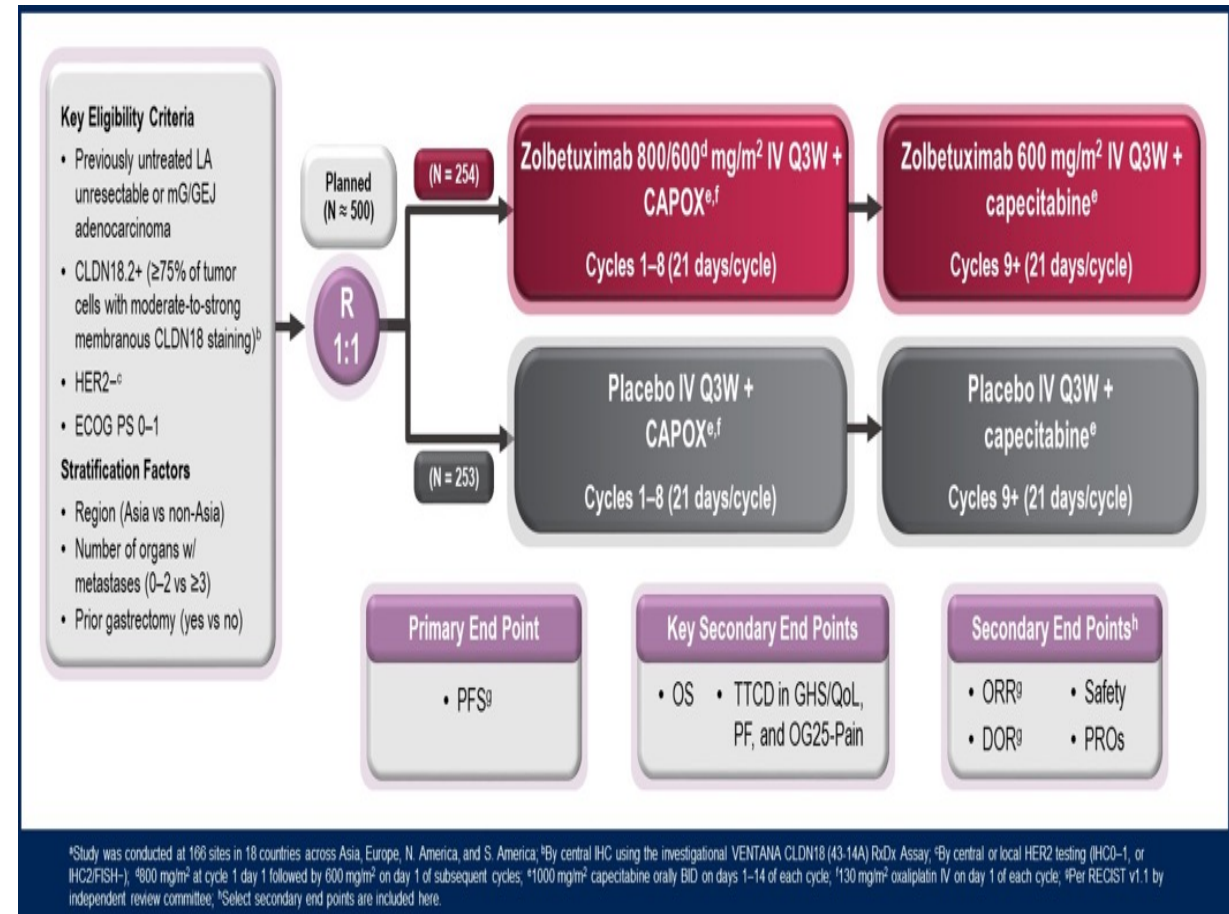 Key Eligibility Criteria
• Previously untreated LA
unresectable or mG/GEJ
adenocarcinoma
• CLDN18.2+ (≥75% of tumor
cells with moderate-to-strong
membranous CLDN18 staining)ᵇ
• HER2–ᶜ
• ECOG PS 0–1
Stratification Factors
• Region (Asia vs non-Asia)
• Number of organs w/
metastases (0–2 vs ≥3)
• Prior gastrectomy (yes vs no)
Planned
(N ≈ 500)
R
1:1
(N = 254)
Zolbetuximab 800/600ᵈ mg/m² IV Q3W +
CAPOXᵉ,ᶠ
Cycles 1–8 (21 days/cycle)
Zolbetuximab 600 mg/m² IV Q3W +
capecitabineᵉ
Cycles 9+ (21 days/cycle)
(N = 253)
Placebo IV Q3W +
CAPOXᵉ,ᶠ
Cycles 1–8 (21 days/cycle)
Placebo IV Q3W +
capecitabineᵉ
Cycles 9+ (21 days/cycle)
Primary End Point
• PFSᵍ
Key Secondary End Points
• OS • TTCD in GHS/QoL,
PF, and OG25-Pain
Secondary End Pointsʰ
• ORRᵍ • Safety
• DORᵍ • PROs
ᵃStudy was conducted at 166 sites in 18 countries across Asia, Europe, N. America, and S. America; ᵇBy central IHC using the investigational VENTANA CLDN18 (43-14A) RxDx Assay; ᶜBy central or local HER2 testing (IHC0–1, or
IHC2/FISH–); ᵈ800 mg/m² at cycle 1 day 1 followed by 600 mg/m² on day 1 of subsequent cycles; ᵉ1000 mg/m² capecitabine orally BID on days 1–14 of each cycle; ᶠ130 mg/m² oxaliplatin IV on day 1 of each cycle; ᵍPer RECIST v1.1 by
independent review committee; ʰSelect secondary end points are included here.